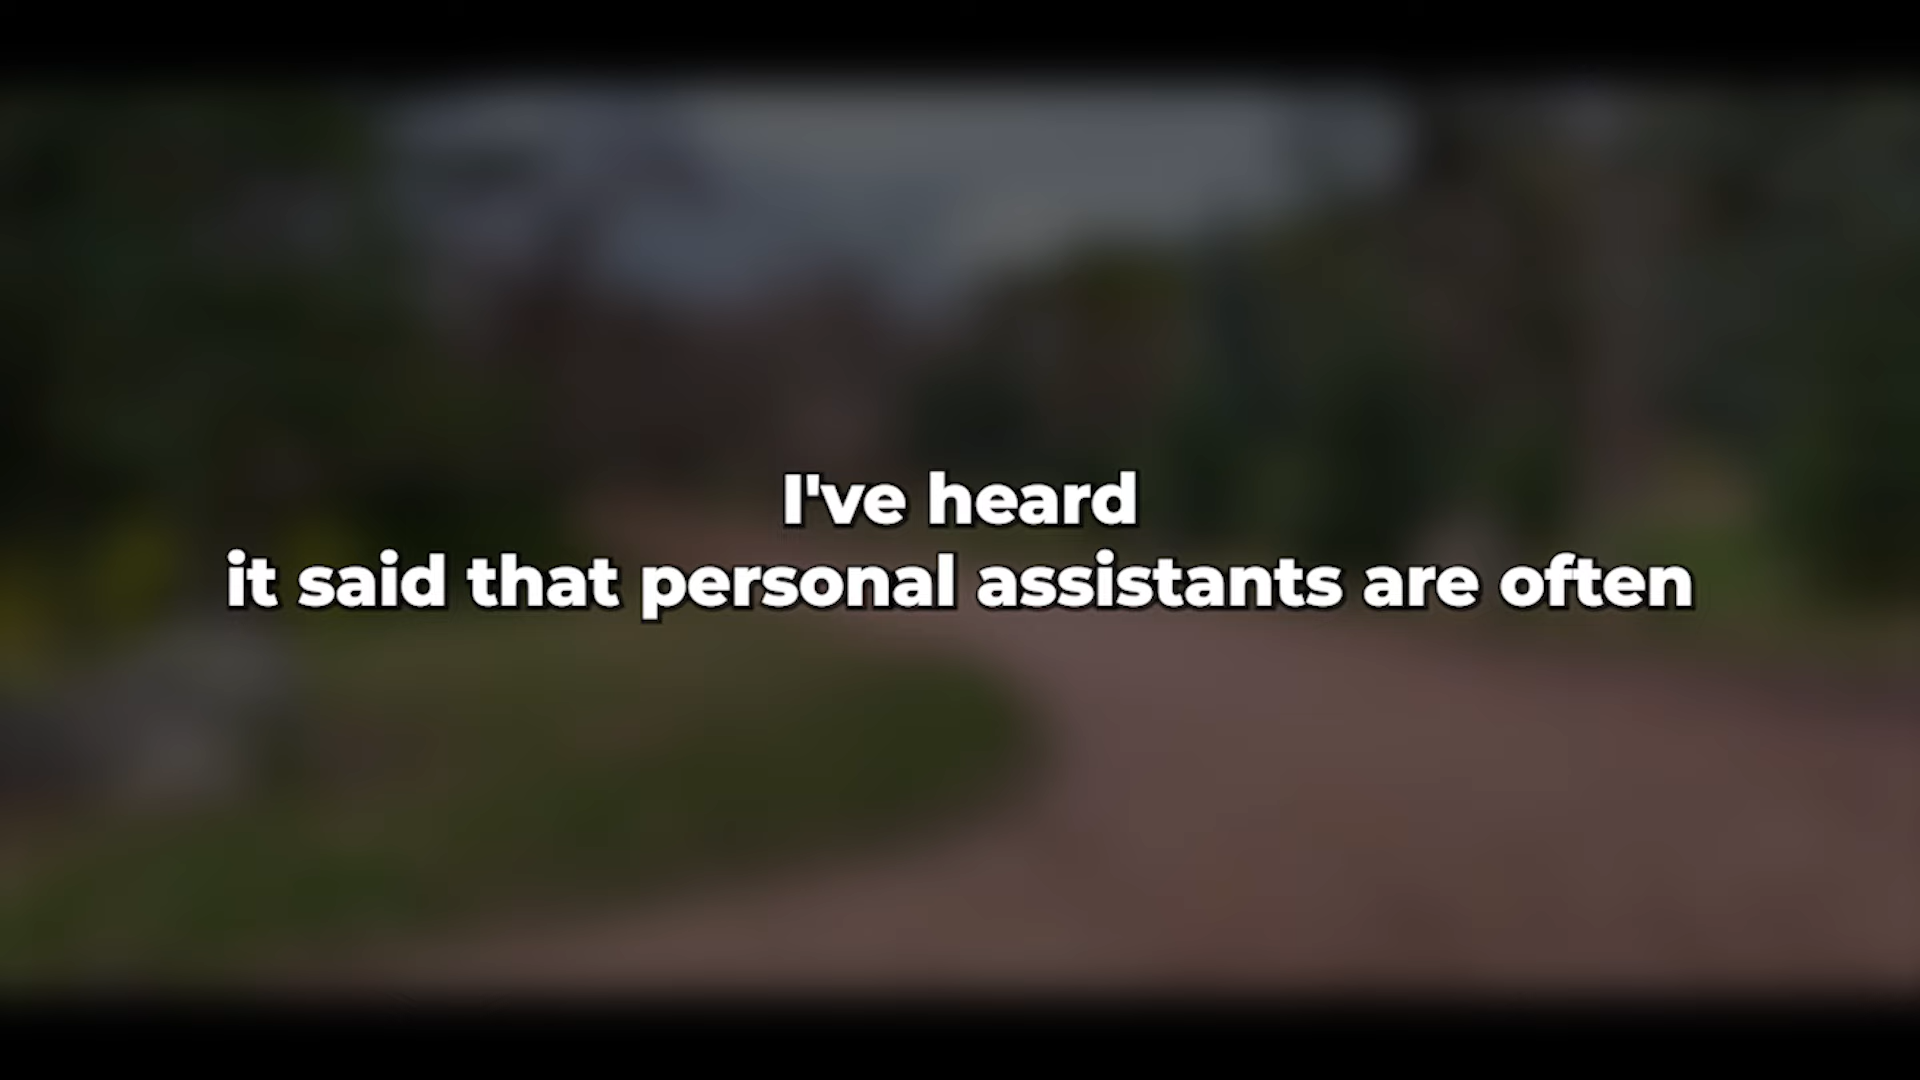 I've heard
it said that personal assistants are often